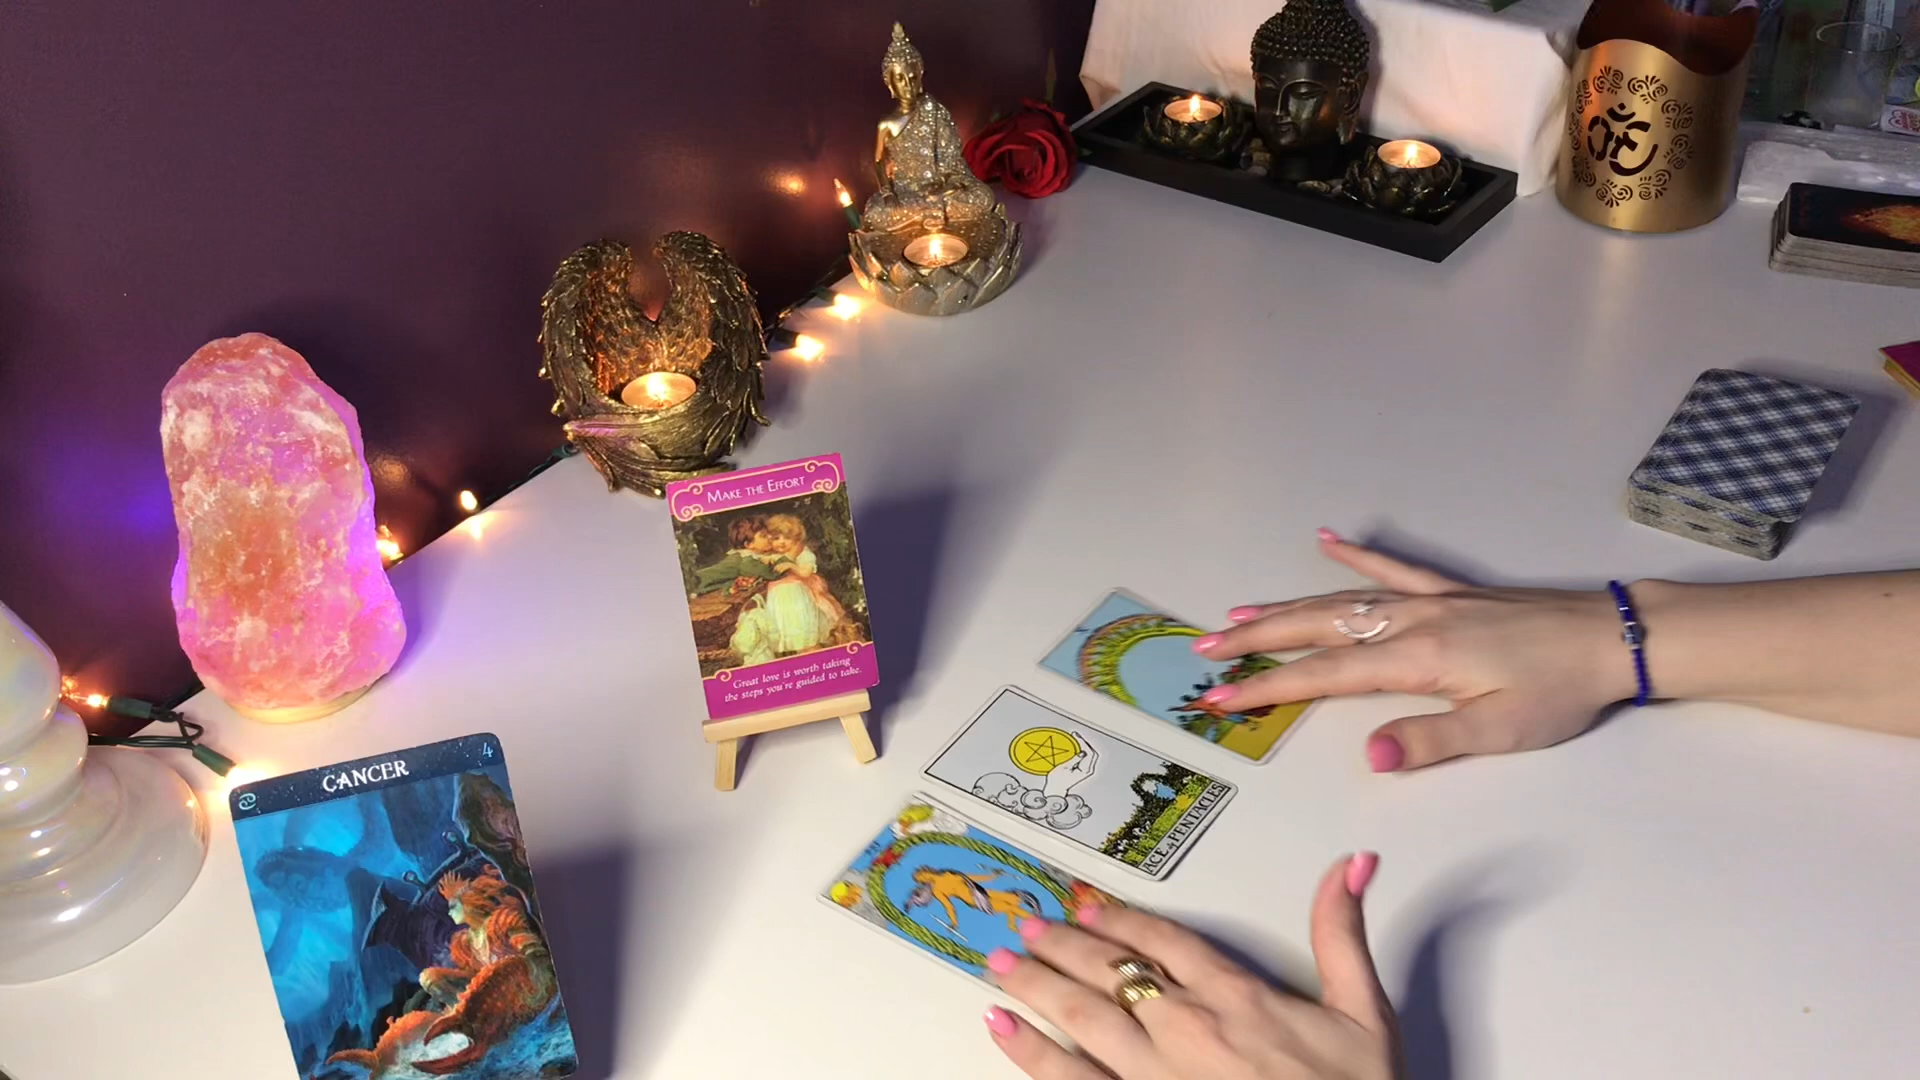 MAKE THE EFFORT
Great love is worth taking
the steps you're guided to take.
4
CANCER
ACE of PENTACLES